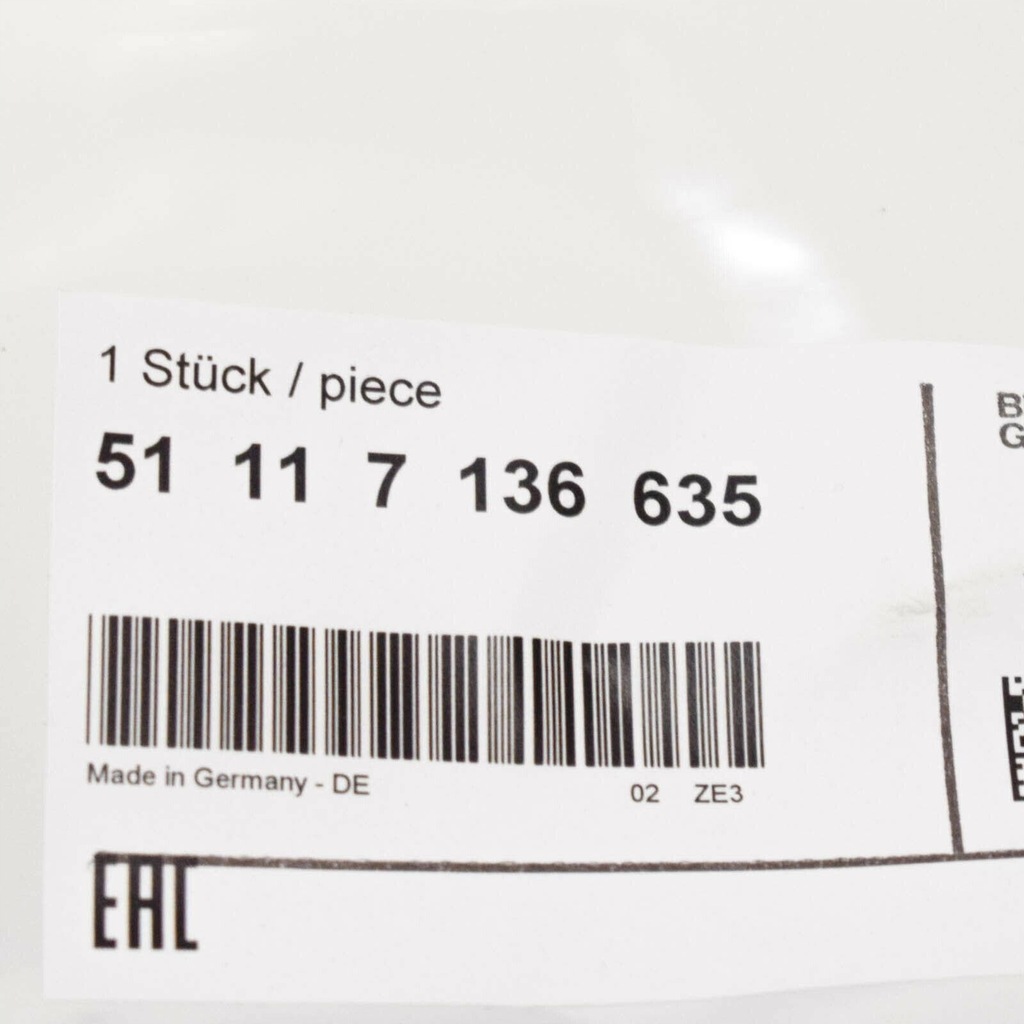 1 Stück / piece
51 11 7 136 635
Made in Germany - DE
02 ZE3
EAC